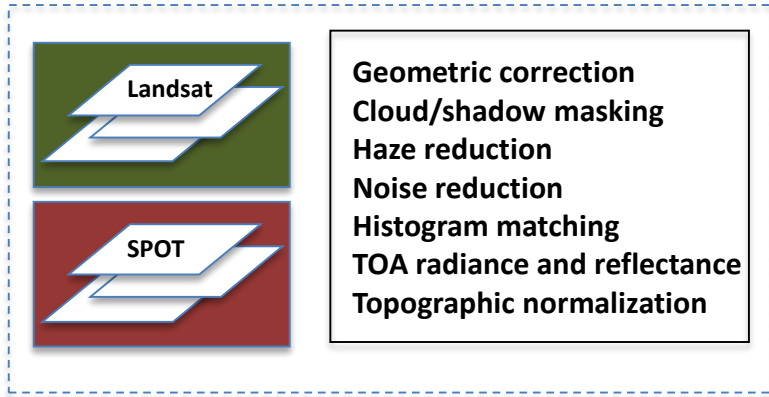 Landsat
SPOT
Geometric correction
Cloud/shadow masking
Haze reduction
Noise reduction
Histogram matching
TOA radiance and reflectance
Topographic normalization